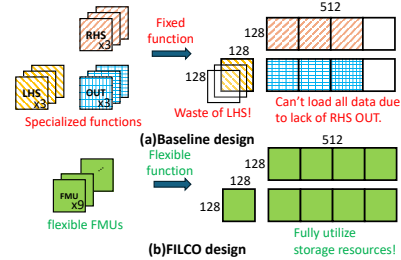 RHS
x3
Fixed
function
512
128
128
128
LHS
x3
OUT
x3
Specialized functions
Waste of LHS!
Can't load all data due
to lack of RHS OUT.
(a)Baseline design
Flexible
function
512
128
128
128
FMU
x9
flexible FMUs
Fully utilize
storage resources!
(b)FILCO design